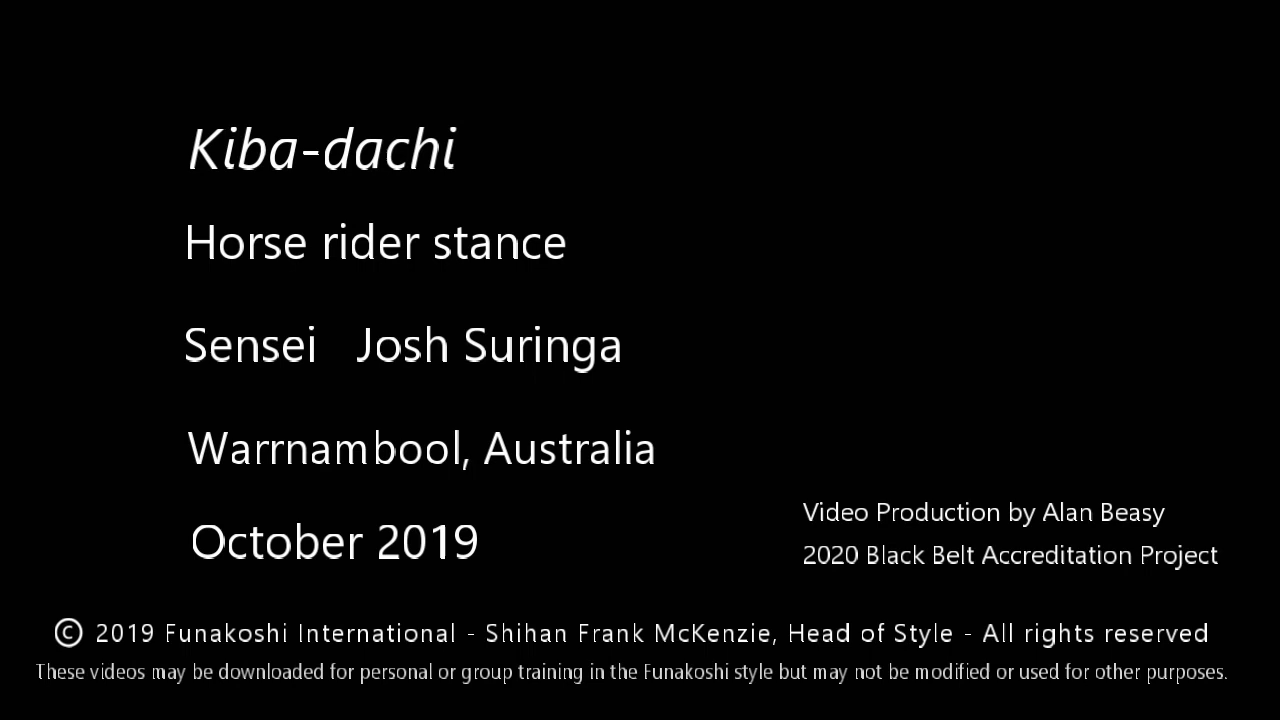 Kiba-dachi
Horse rider stance
Sensei Josh Suringa
Warrnambool, Australia
October 2019
Video Production by Alan Beasy
2020 Black Belt Accreditation Project
© 2019 Funakoshi International - Shihan Frank McKenzie, Head of Style - All rights reserved
These videos may be downloaded for personal or group training in the Funakoshi style but may not be modified or used for other purposes.